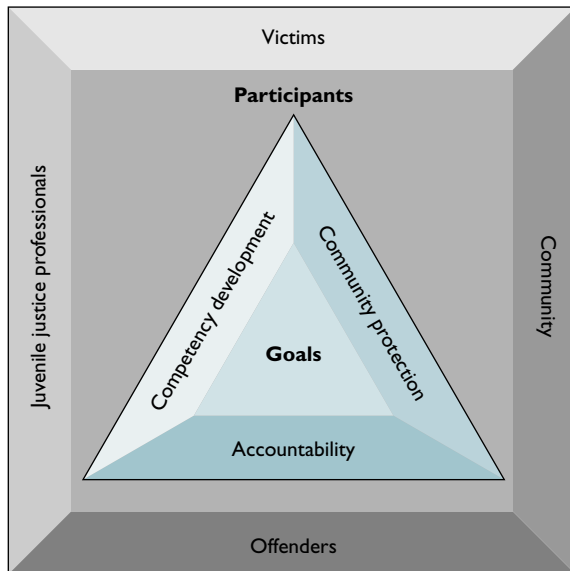 Victims
Participants
Juvenile justice professionals
Competency development
Community protection
Community
Goals
Accountability
Offenders